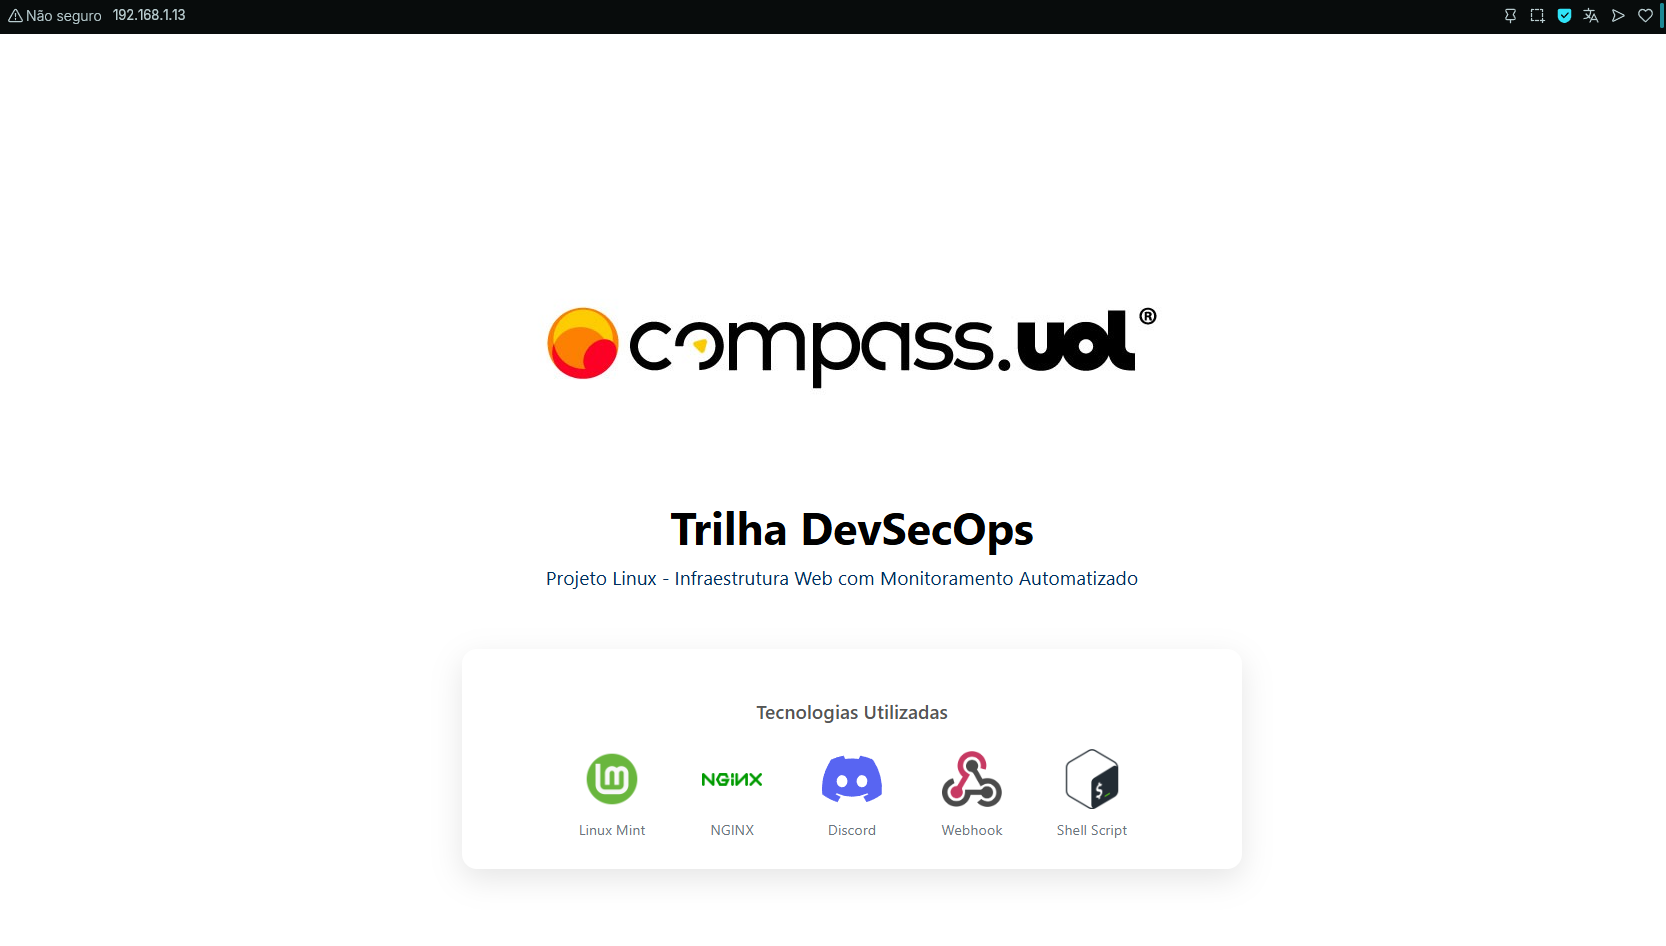 Não seguro 192.168.1.13
compass.uol®
Trilha DevSecOps
Projeto Linux - Infraestrutura Web com Monitoramento Automatizado
Tecnologias Utilizadas
NGINX
$_
Linux Mint NGINX Discord Webhook Shell Script